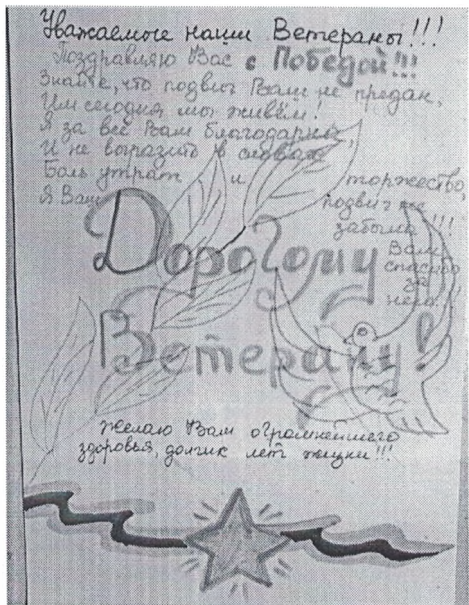 Уважаемые наши Ветераны!!!
Поздравляю Вас с Победой!!!
Знайте, что подвиг Ваш не предан,
Им сегодня мы живём!
Я за всё Вам благодарна,
И не выразить в словах
Боль утрат и торжество,
Я Ваш подвиг не
забыла!!!
Вам
спасибо
за
него!!!
Дорогому
Ветерану!
Желаю Вам огромнейшего
здоровья, долгих лет жизни!!!